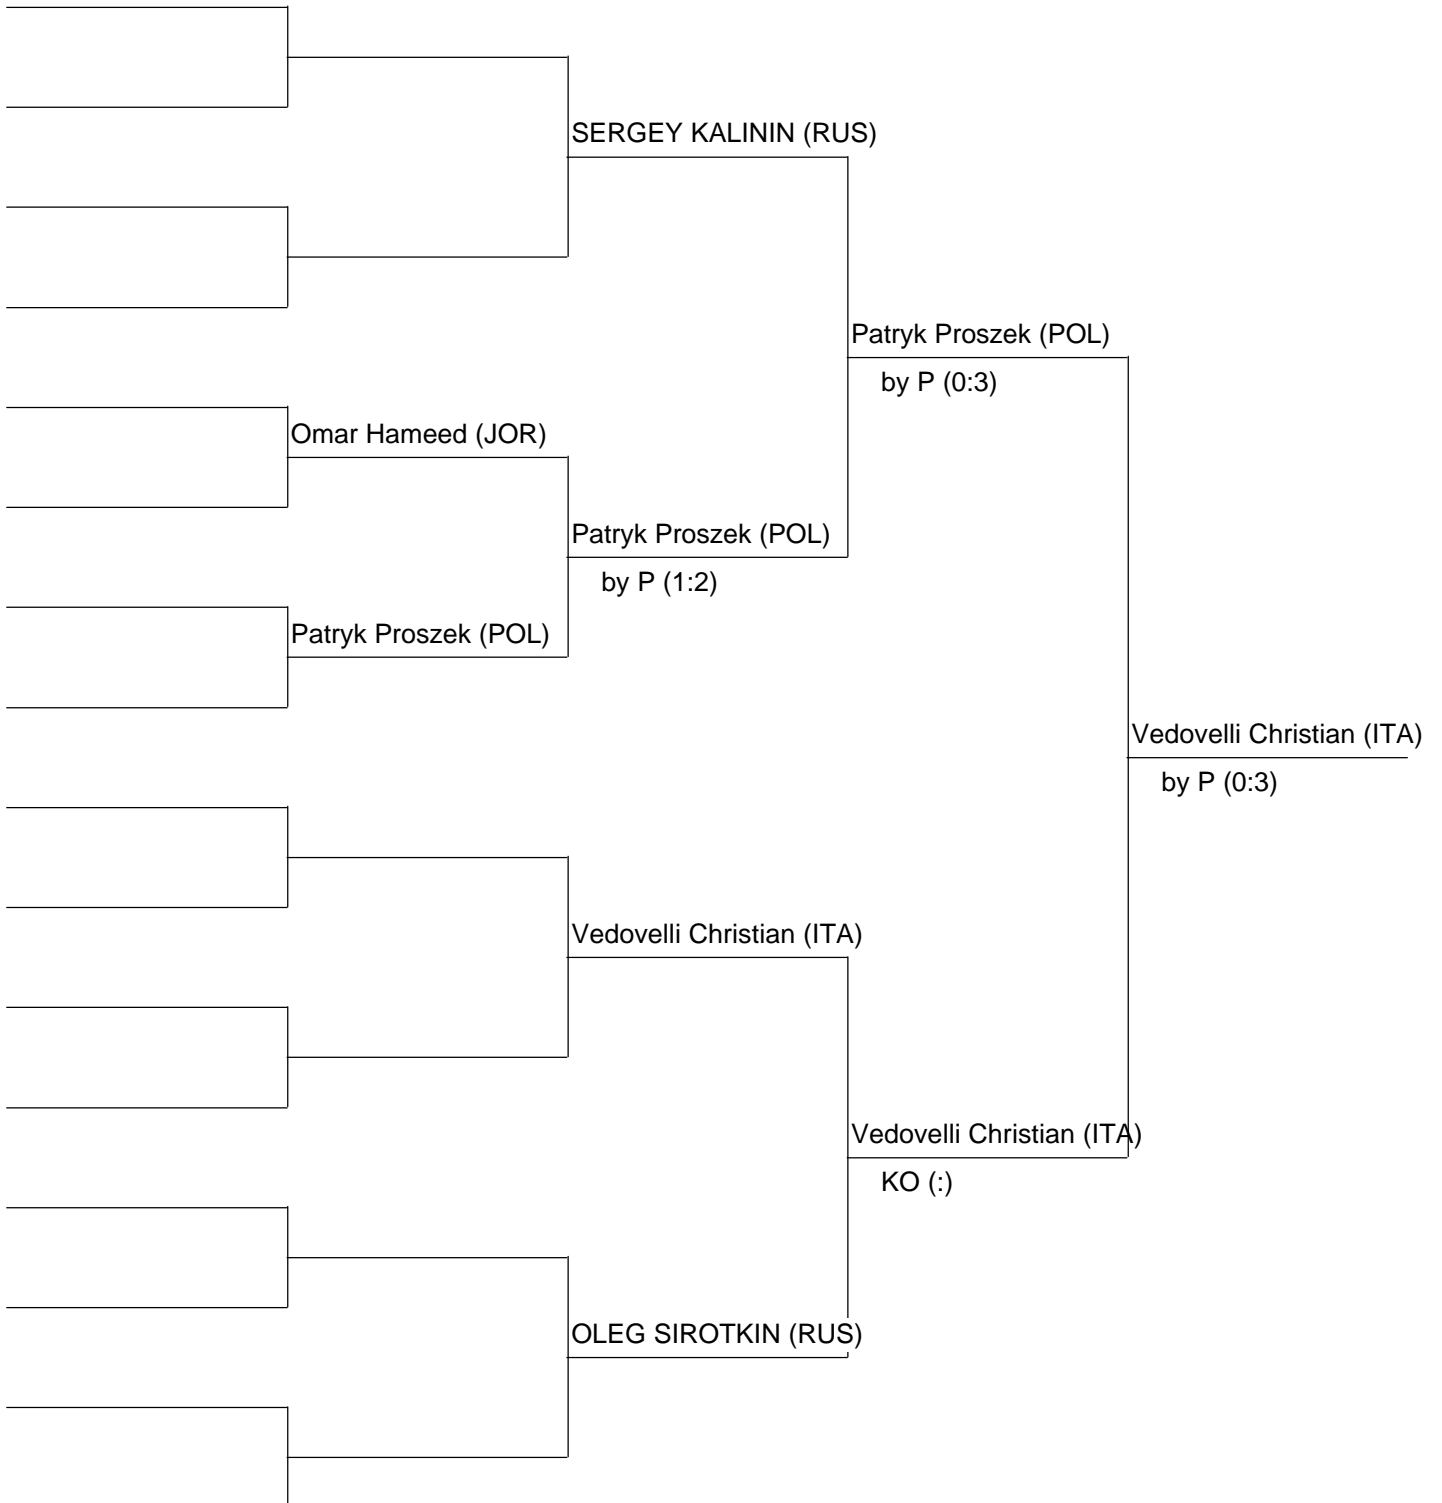 SERGEY KALININ (RUS)
Patryk Proszek (POL)
by P (0:3)
Omar Hameed (JOR)
Patryk Proszek (POL)
by P (1:2)
Patryk Proszek (POL)
Vedovelli Christian (ITA)
by P (0:3)
Vedovelli Christian (ITA)
Vedovelli Christian (ITA)
KO (:)
OLEG SIROTKIN (RUS)